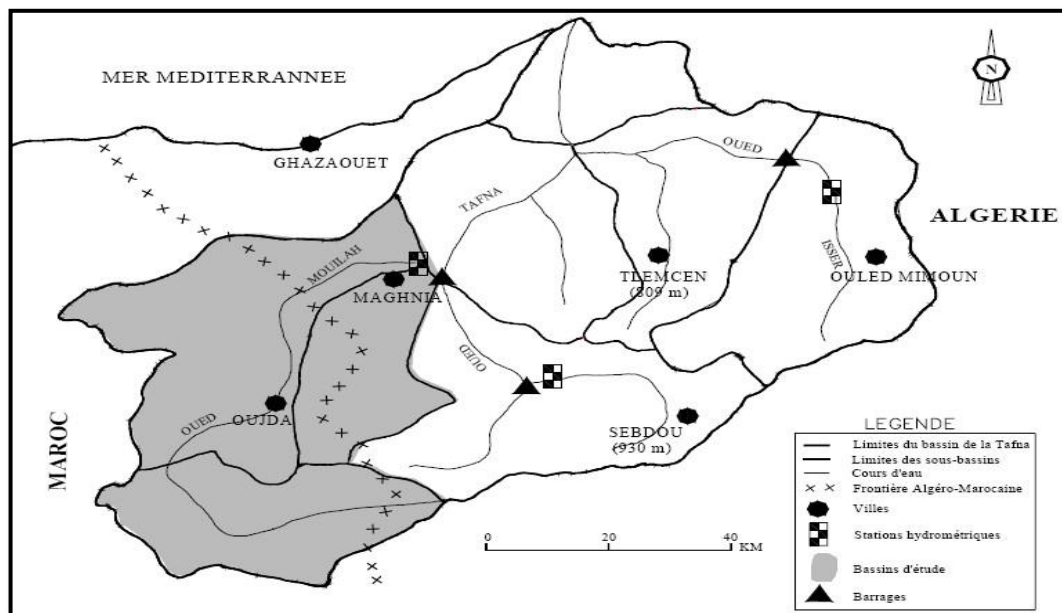 MER MEDITERRANNEE
N
GHAZAOUET
OUED
TAFNA
ALGERIE
MOUILAH
MAGHNIA
TLEMCEN
(809 m)
ISSER
OULED MIMOUN
OUED
MAROC
OUED
OUJDA
SEBDOU
(930 m)
0 20 40
KM
LEGENDE
Limites du bassin de la Tafna
Limites des sous-bassins
Cours d'eau
Frontière Algéro-Marocaine
Villes
Stations hydrométriques
Bassins d'étude
Barrages